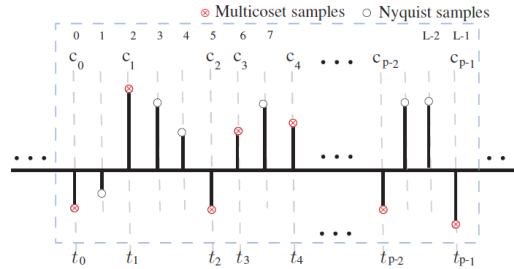 Multicoset samples Nyquist samples
0 1 2 3 4 5 6 7 L-2 L-1
c0 c1 c2 c3 c4 ... cp-2 cp-1
... ... ...
...
t0 t1 t2 t3 t4 tp-2 tp-1